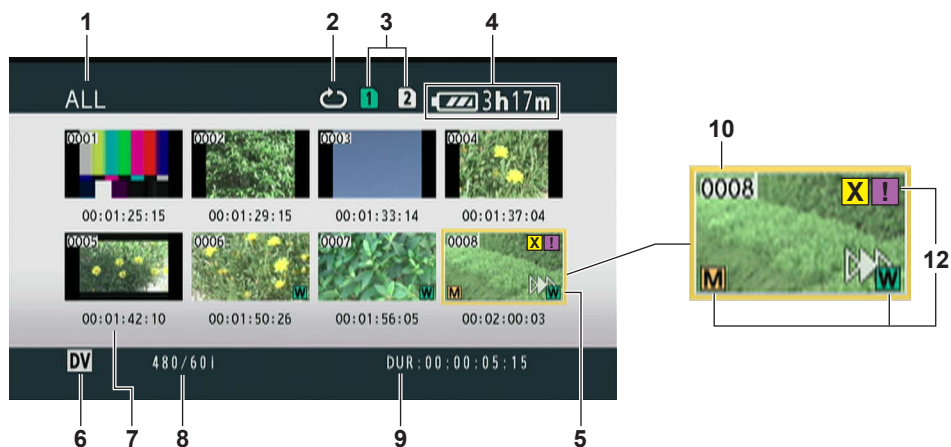 1 2 3 4
ALL 1 2 3h17m
0001 0002 0003 0004
00:01:25:15 00:01:29:15 00:01:33:14 00:01:37:04
0005 0006 W 0007 W 0008 X ! M W
00:01:42:10 00:01:50:26 00:01:56:05 00:02:00:03
DV 480/60i DUR:00:00:05:15
6 7 8 9 5
10
0008 X !
M W
12